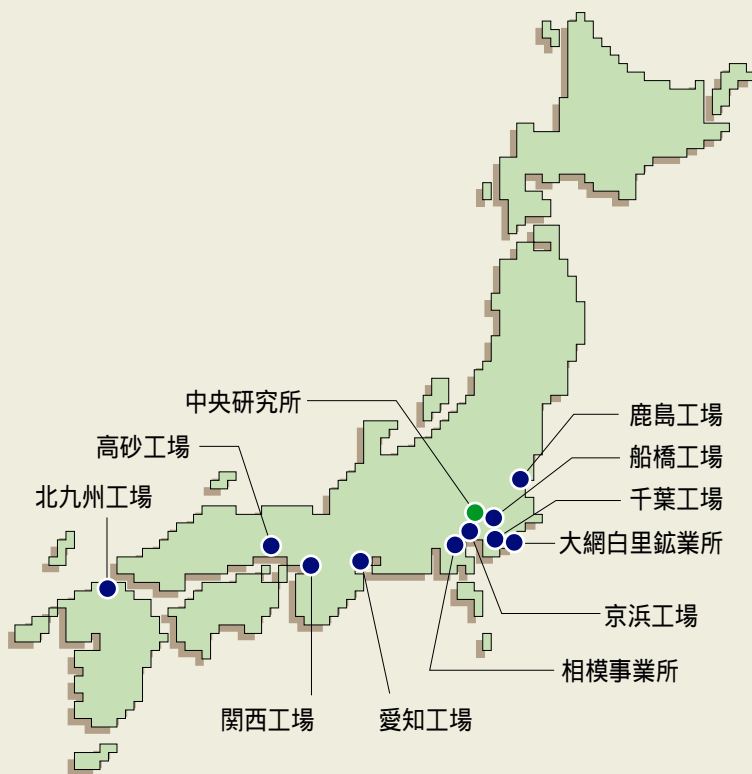 中央研究所
鹿島工場
高砂工場
船橋工場
北九州工場
千葉工場
大網白里鉱業所
京浜工場
相模事業所
関西工場
愛知工場